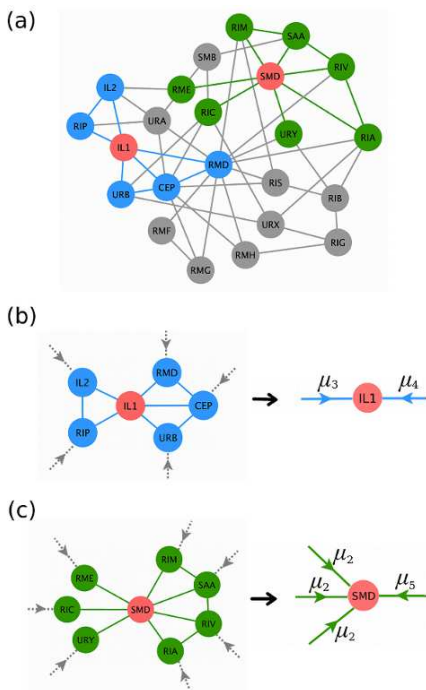 (a)
RIM
SAA
SMB
RIV
SMD
IL2
RME
RIC
RIP
URA
URY
RIA
IL1
RMD
URB
CEP
RIS
RIB
URX
RMF
RIG
RMH
RMG
(b)
IL2
RMD
IL1
CEP
RIP
URB
μ3
IL1
μ4
(c)
RIM
RME
SAA
RIC
SMD
RIV
URY
RIA
μ2
μ2
SMD
μ5
μ2